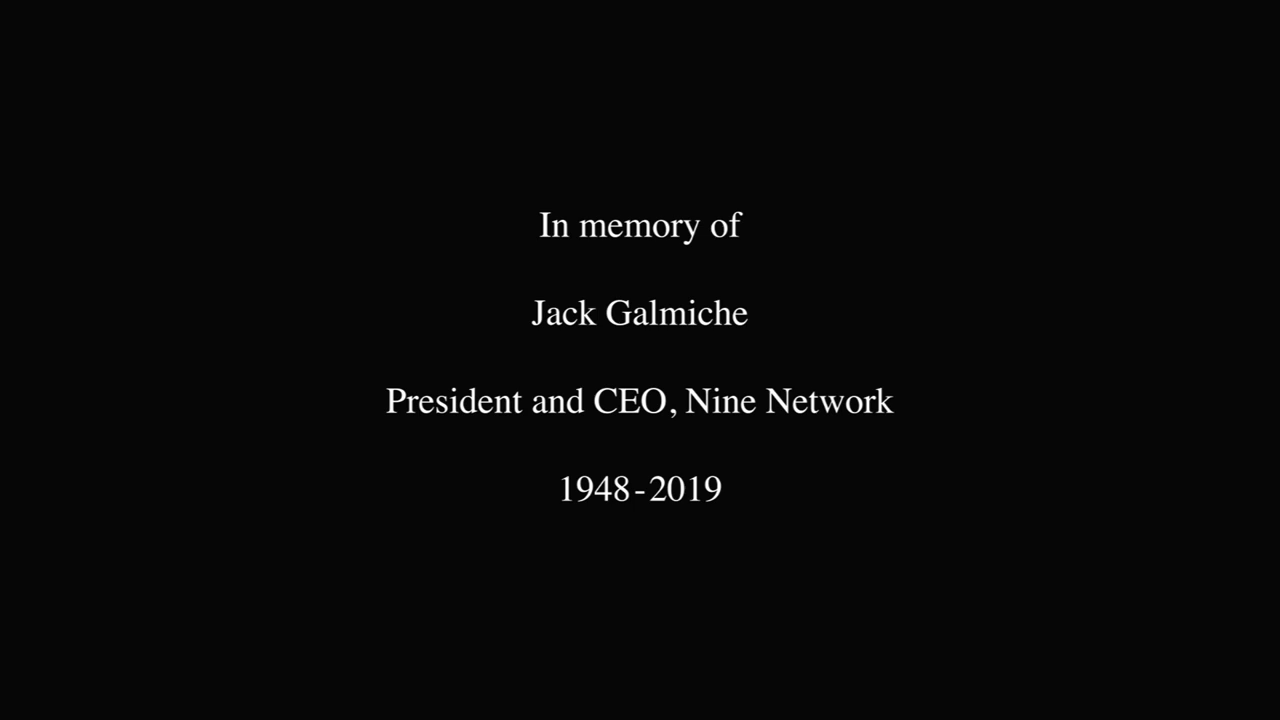 In memory of
Jack Galmiche
President and CEO, Nine Network
1948-2019